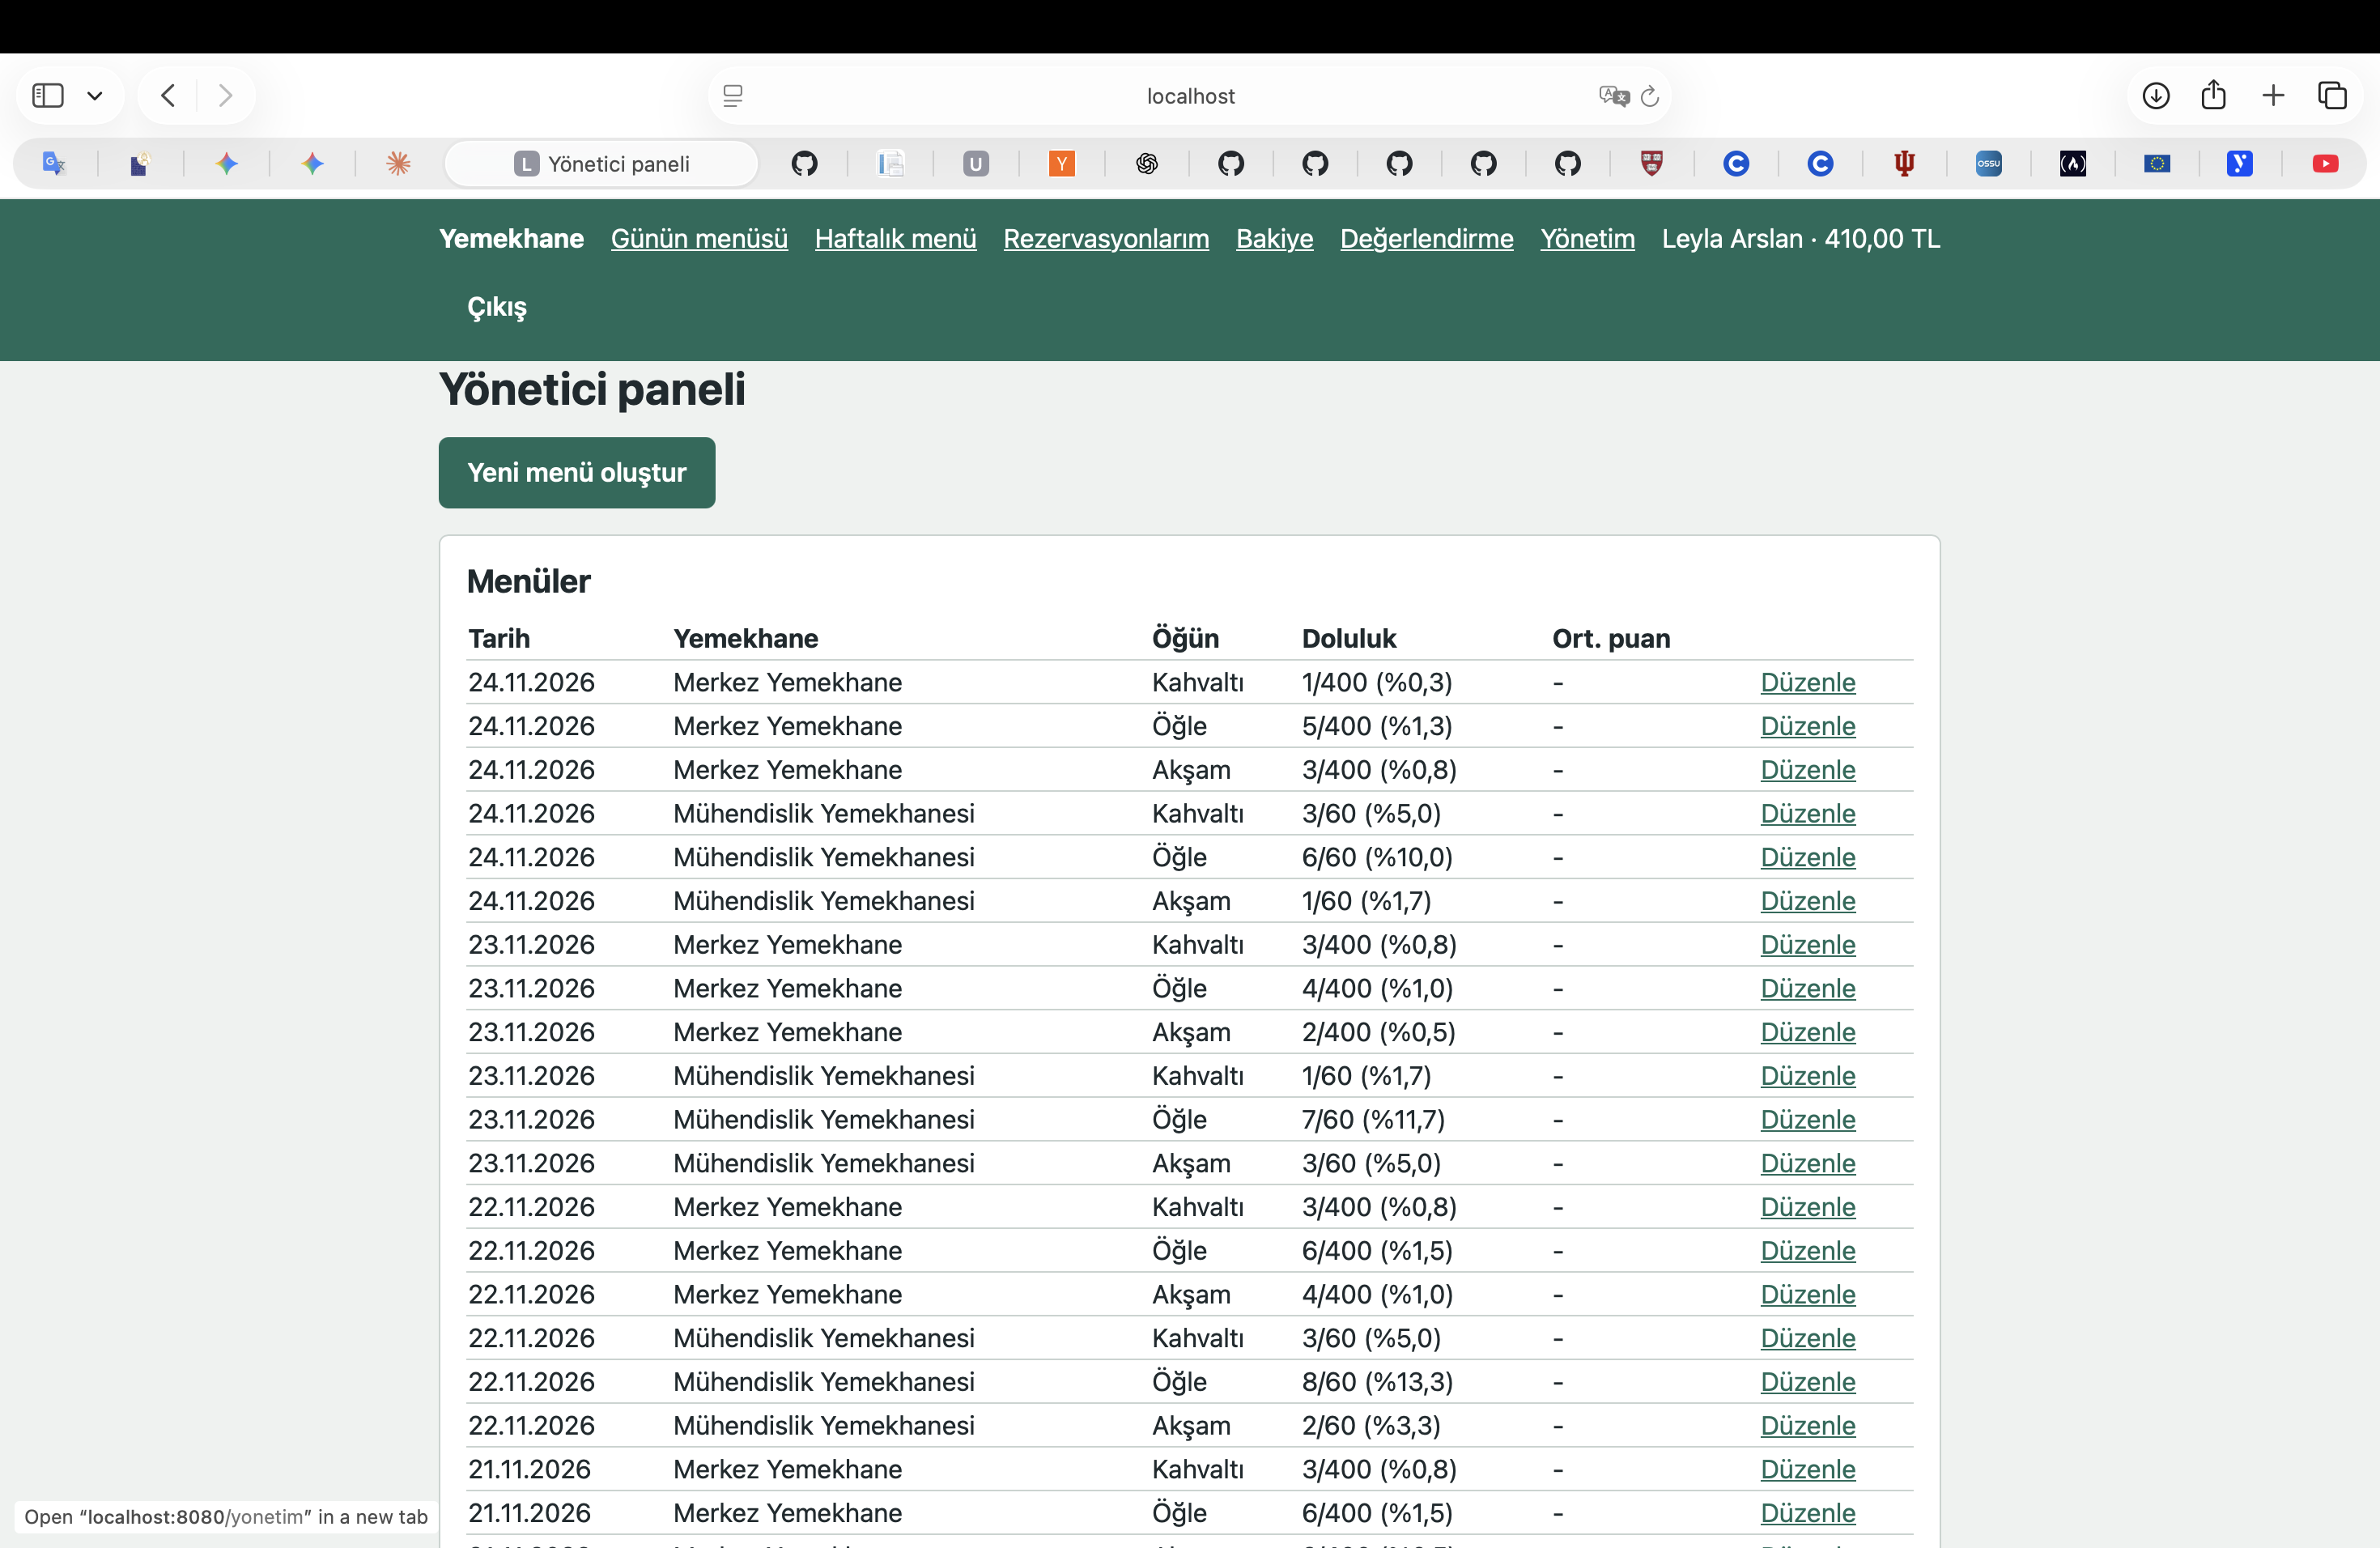 localhost
L Yönetici paneli
U
Y
OSSU
Yemekhane Günün menüsü Haftalık menü Rezervasyonlarım Bakiye Değerlendirme Yönetim Leyla Arslan · 410,00 TL
Çıkış
Yönetici paneli
Yeni menü oluştur
Menüler
Tarih Yemekhane Öğün Doluluk Ort. puan
24.11.2026 Merkez Yemekhane Kahvaltı 1/400 (%0,3) - Düzenle
24.11.2026 Merkez Yemekhane Öğle 5/400 (%1,3) - Düzenle
24.11.2026 Merkez Yemekhane Akşam 3/400 (%0,8) - Düzenle
24.11.2026 Mühendislik Yemekhanesi Kahvaltı 3/60 (%5,0) - Düzenle
24.11.2026 Mühendislik Yemekhanesi Öğle 6/60 (%10,0) - Düzenle
24.11.2026 Mühendislik Yemekhanesi Akşam 1/60 (%1,7) - Düzenle
23.11.2026 Merkez Yemekhane Kahvaltı 3/400 (%0,8) - Düzenle
23.11.2026 Merkez Yemekhane Öğle 4/400 (%1,0) - Düzenle
23.11.2026 Merkez Yemekhane Akşam 2/400 (%0,5) - Düzenle
23.11.2026 Mühendislik Yemekhanesi Kahvaltı 1/60 (%1,7) - Düzenle
23.11.2026 Mühendislik Yemekhanesi Öğle 7/60 (%11,7) - Düzenle
23.11.2026 Mühendislik Yemekhanesi Akşam 3/60 (%5,0) - Düzenle
22.11.2026 Merkez Yemekhane Kahvaltı 3/400 (%0,8) - Düzenle
22.11.2026 Merkez Yemekhane Öğle 6/400 (%1,5) - Düzenle
22.11.2026 Merkez Yemekhane Akşam 4/400 (%1,0) - Düzenle
22.11.2026 Mühendislik Yemekhanesi Kahvaltı 3/60 (%5,0) - Düzenle
22.11.2026 Mühendislik Yemekhanesi Öğle 8/60 (%13,3) - Düzenle
22.11.2026 Mühendislik Yemekhanesi Akşam 2/60 (%3,3) - Düzenle
21.11.2026 Merkez Yemekhane Kahvaltı 3/400 (%0,8) - Düzenle
21.11.2026 Merkez Yemekhane Öğle 6/400 (%1,5) - Düzenle
Open “localhost:8080/yonetim” in a new tab